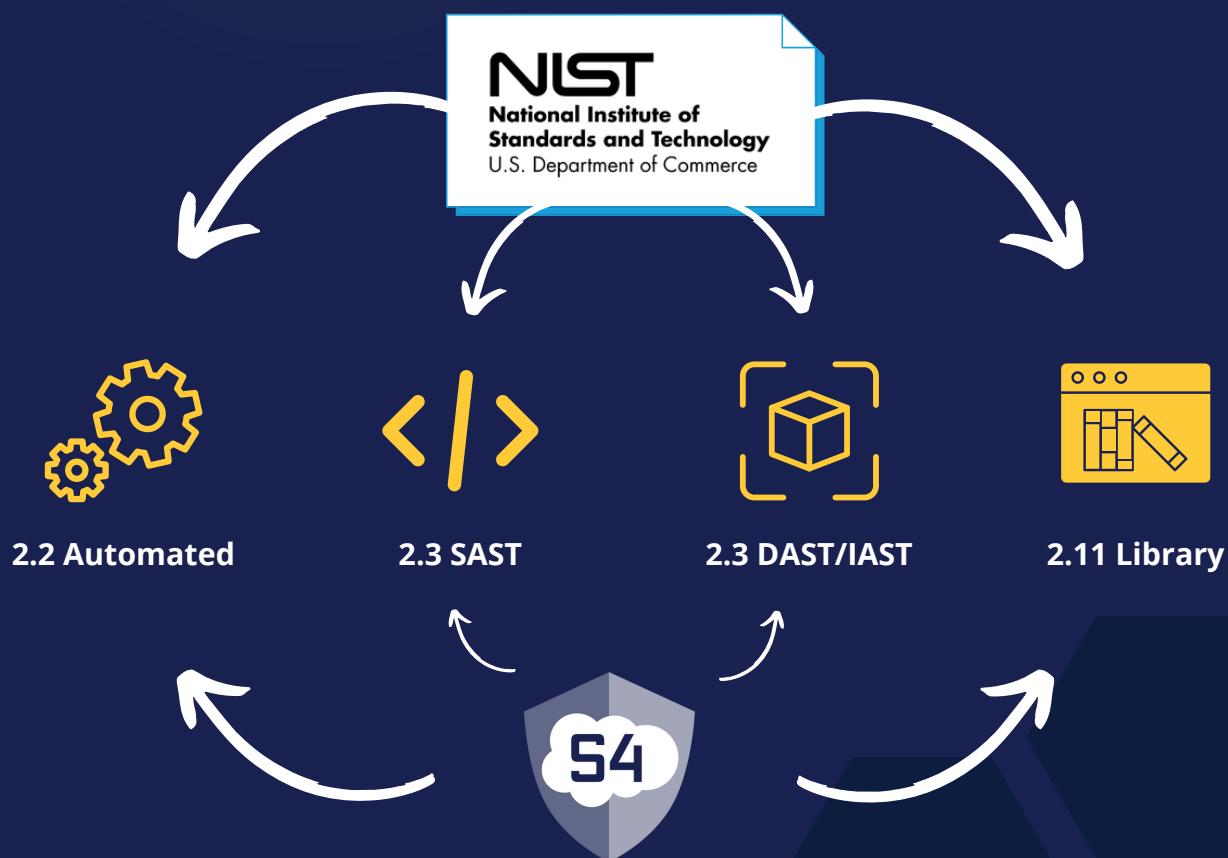 NIST
National Institute of
Standards and Technology
U.S. Department of Commerce
2.2 Automated
2.3 SAST
2.3 DAST/IAST
2.11 Library
S4